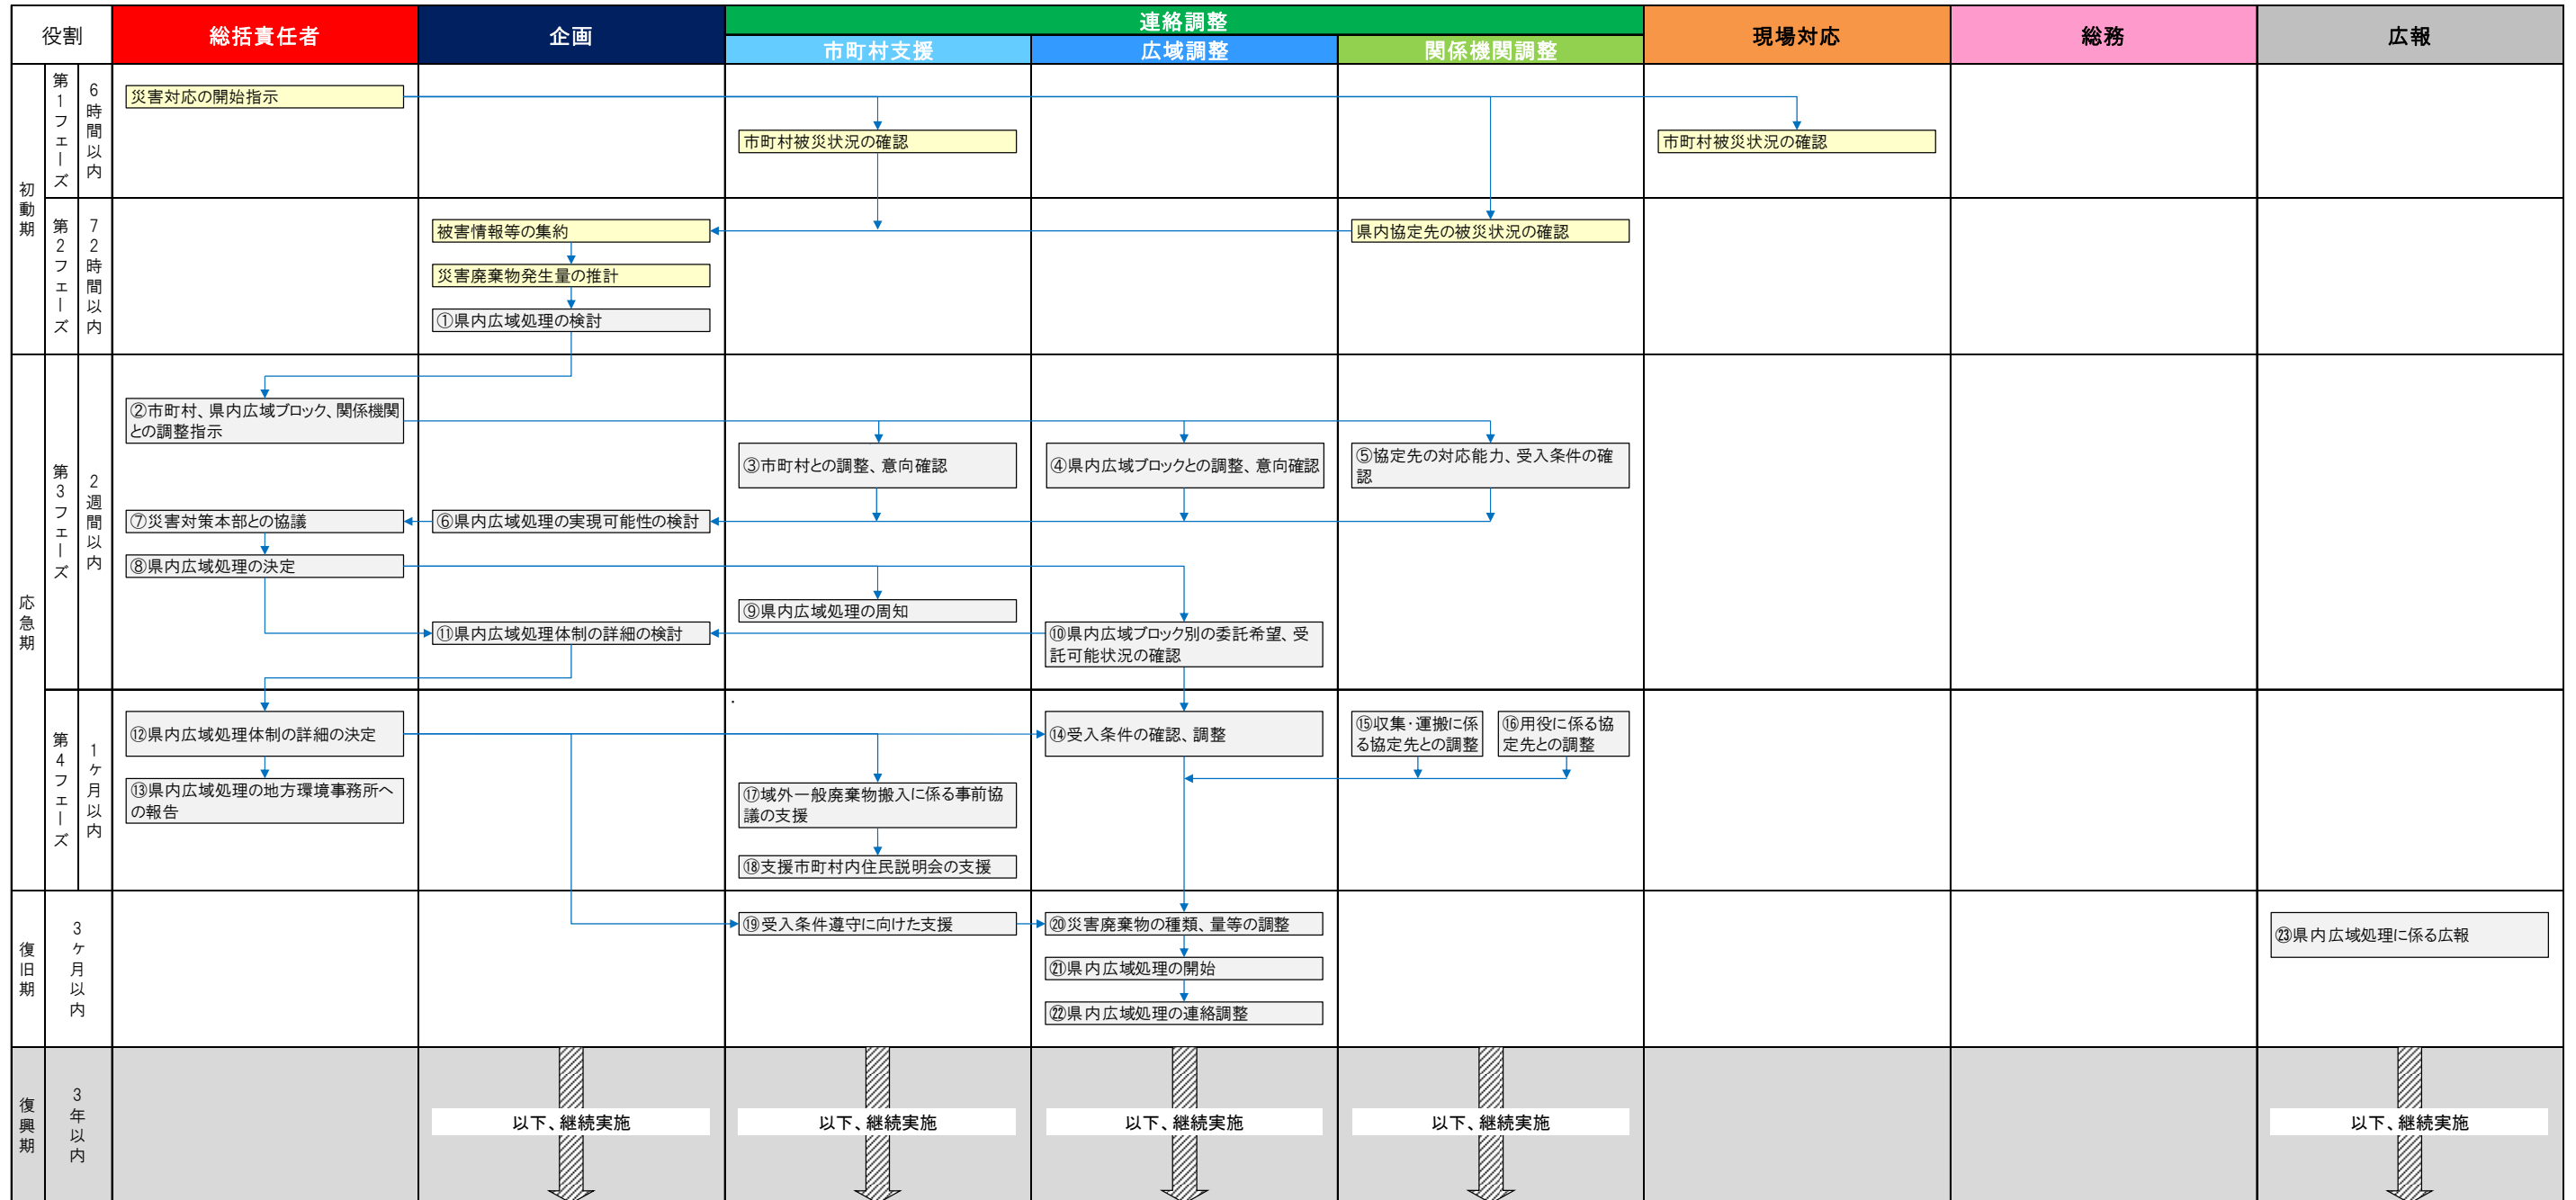 役割
総括責任者
企画
連絡調整
市町村支援
広域調整
関係機関調整
現場対応
総務
広報
初動期
第1フェーズ
6時間以内
災害対応の開始指示
市町村被災状況の確認
市町村被災状況の確認
第2フェーズ
72時間以内
被害情報等の集約
県内協定先の被災状況の確認
災害廃棄物発生量の推計
①県内広域処理の検討
応急期
第3フェーズ
2週間以内
②市町村、県内広域ブロック、関係機関
との調整指示
③市町村との調整、意向確認
④県内広域ブロックとの調整、意向確認
⑤協定先の対応能力、受入条件の確
認
⑦災害対策本部との協議
⑥県内広域処理の実現可能性の検討
⑧県内広域処理の決定
⑨県内広域処理の周知
⑪県内広域処理体制の詳細の検討
⑩県内広域ブロック別の委託希望、受
託可能状況の確認
第4フェーズ
1ヶ月以内
⑫県内広域処理体制の詳細の決定
⑭受入条件の確認、調整
⑮収集・運搬に係
る協定先との調整
⑯用役に係る協
定先との調整
⑬県内広域処理の地方環境事務所へ
の報告
⑰域外一般廃棄物搬入に係る事前協
議の支援
⑱支援市町村内住民説明会の支援
復旧期
3ヶ月以内
⑲受入条件遵守に向けた支援
⑳災害廃棄物の種類、量等の調整
㉑県内広域処理の開始
㉒県内広域処理の連絡調整
㉓県内広域処理に係る広報
復興期
3年以内
以下、継続実施
以下、継続実施
以下、継続実施
以下、継続実施
以下、継続実施